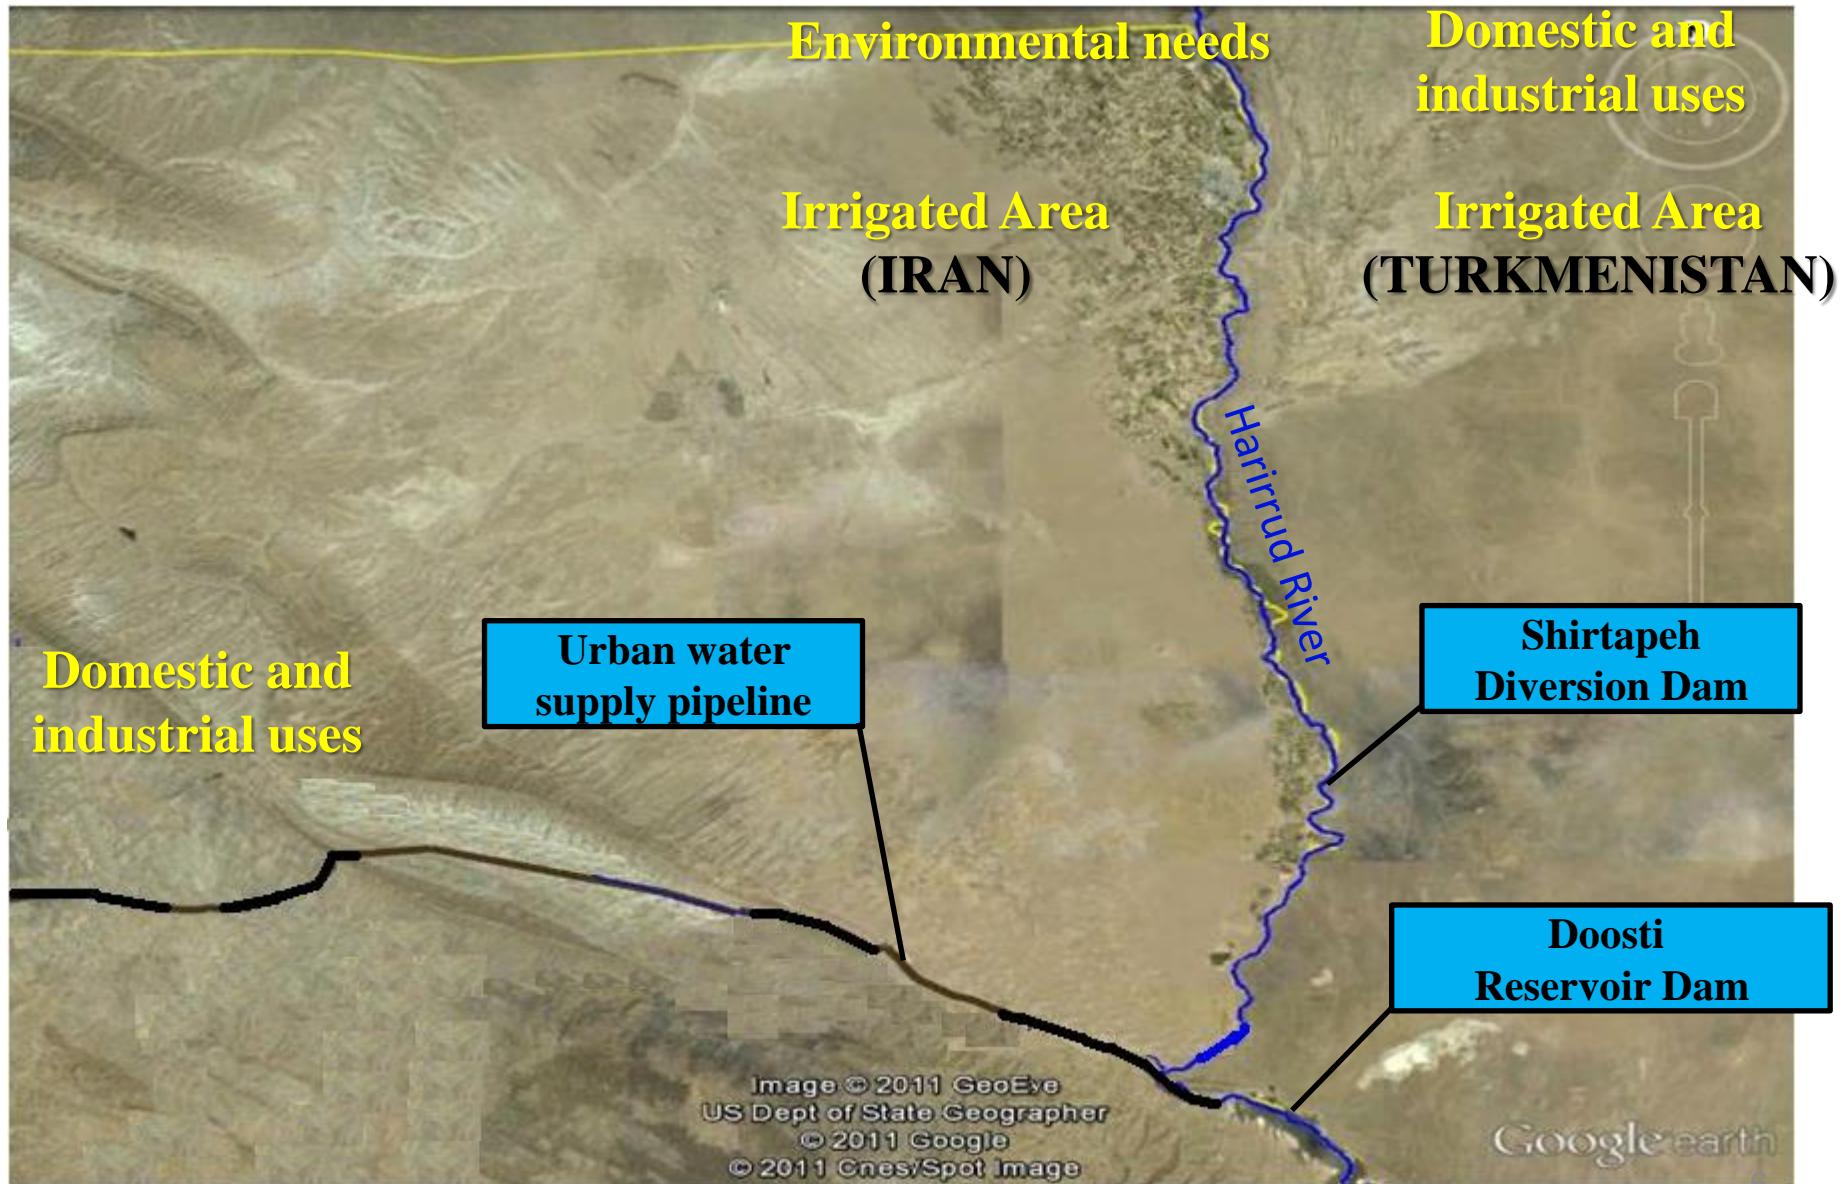 Environmental needs
Domestic and
industrial uses
Irrigated Area
(IRAN)
Irrigated Area
(TURKMENISTAN)
Harirrud River
Urban water
supply pipeline
Shirtapeh
Diversion Dam
Domestic and
industrial uses
Doosti
Reservoir Dam
Image © 2011 GeoEye
US Dept of State Geographer
© 2011 Google
© 2011 Cnes/Spot Image
Google earth